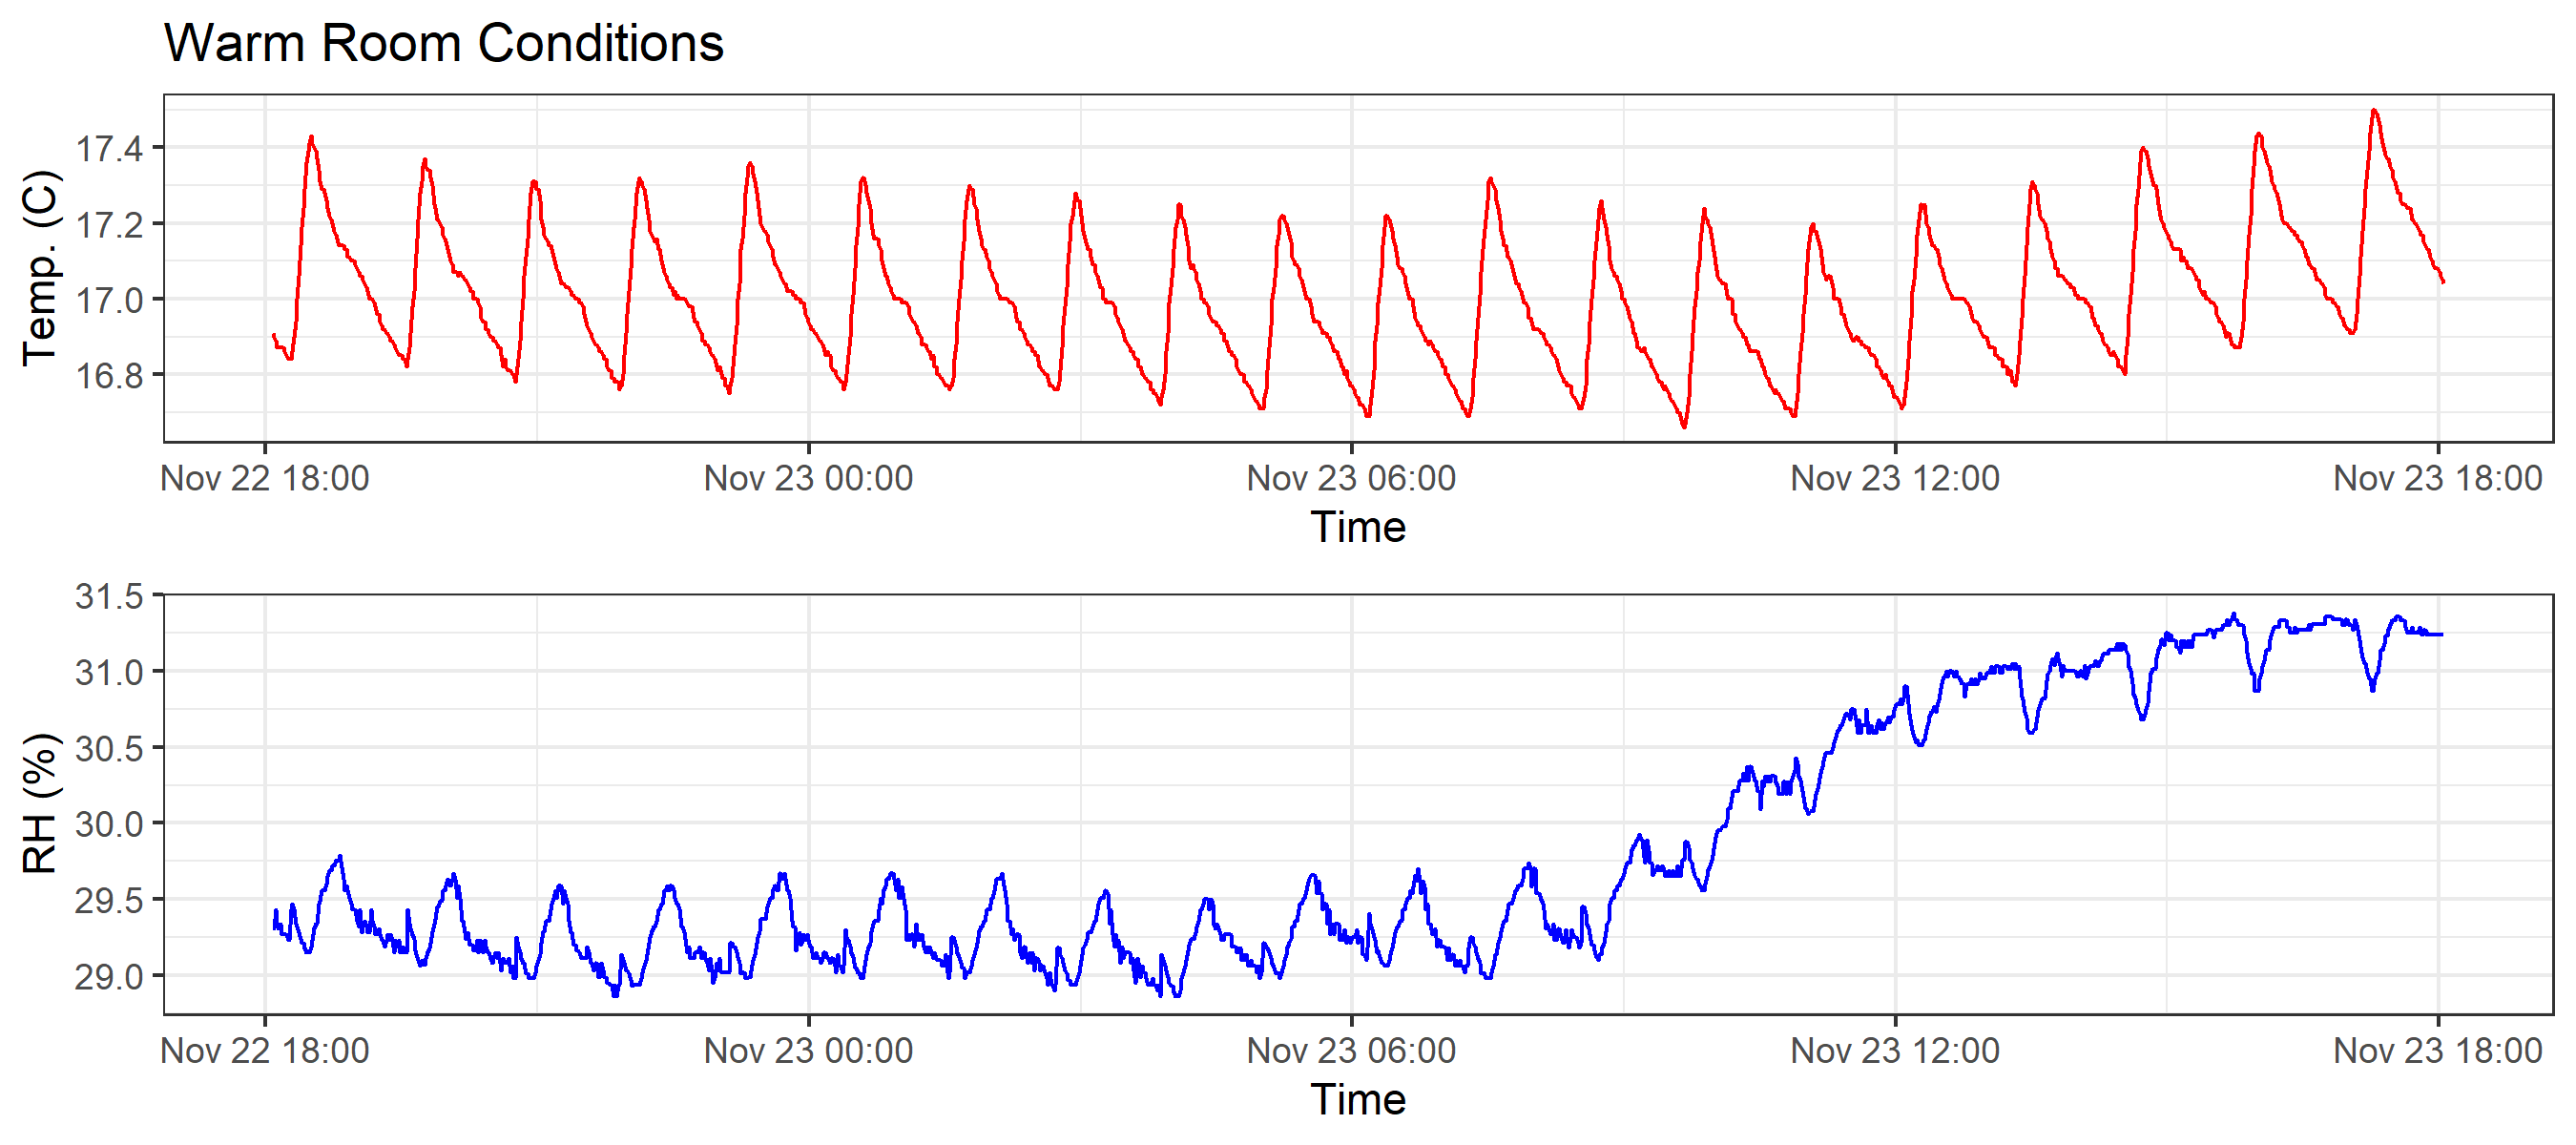 Warm Room Conditions
Temp. (C)
17.4
17.2
17.0
16.8
Nov 22 18:00 Nov 23 00:00 Nov 23 06:00 Nov 23 12:00 Nov 23 18:00
Time
RH (%)
31.5
31.0
30.5
30.0
29.5
29.0
Nov 22 18:00 Nov 23 00:00 Nov 23 06:00 Nov 23 12:00 Nov 23 18:00
Time